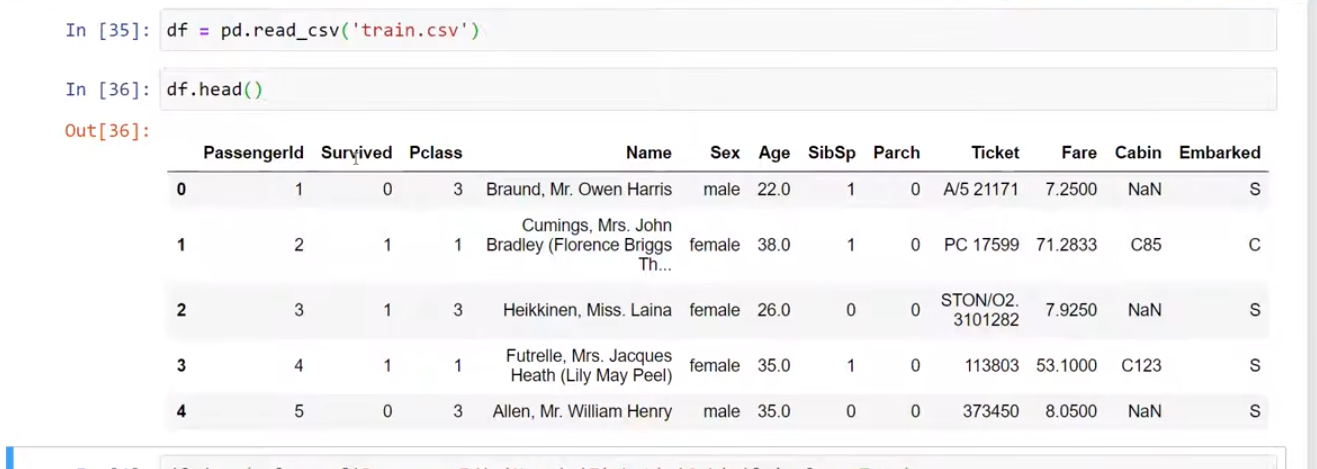 In [35]: df = pd.read_csv('train.csv')
In [36]: df.head()
Out[36]:
PassengerId Survived Pclass Name Sex Age SibSp Parch Ticket Fare Cabin Embarked
0 1 0 3 Braund, Mr. Owen Harris male 22.0 1 0 A/5 21171 7.2500 NaN S
Cumings, Mrs. John
1 2 1 1 Bradley (Florence Briggs female 38.0 1 0 PC 17599 71.2833 C85 C
Th...
2 3 1 3 Heikkinen, Miss. Laina female 26.0 0 0 STON/O2. 7.9250 NaN S
3101282
3 4 1 1 Futrelle, Mrs. Jacques female 35.0 1 0 113803 53.1000 C123 S
Heath (Lily May Peel)
4 5 0 3 Allen, Mr. William Henry male 35.0 0 0 373450 8.0500 NaN S